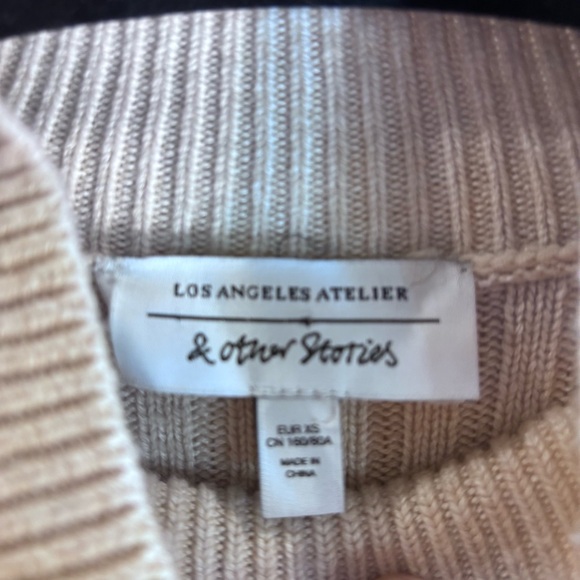 LOS ANGELES ATELIER
& other Stories
EUR XS
CN 160/80A
MADE IN
CHINA